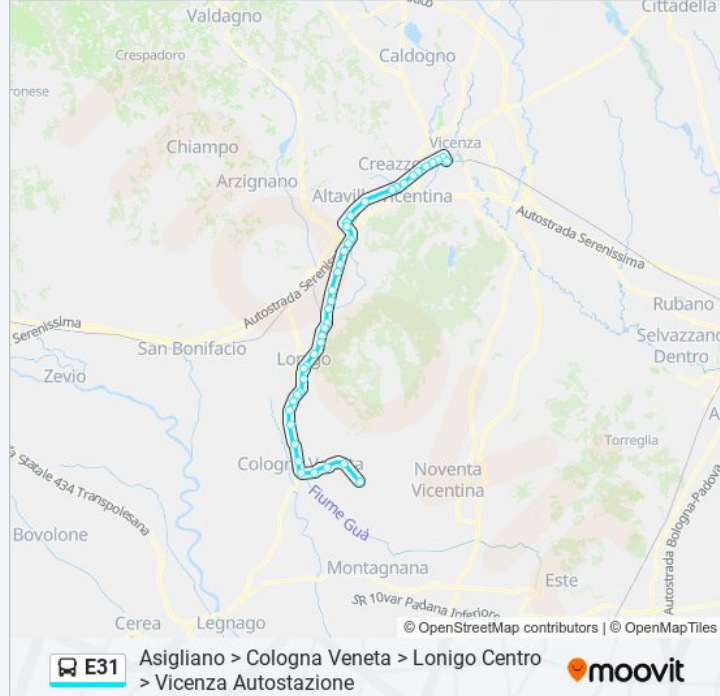 Cittadella
Valdagno
Caldogno
Crespadoro
ronese
Vicenza
Chiampo
Creazzo
Arzignano
Altavilla Vicentina
Autostrada Serenissima
Autostrada Serenissima
Rubano
Serenissima
San Bonifacio
Selvazzano
Dentro
Lonigo
Zevio
Torreglia
Cologna Veneta
Noventa
Vicentina
ia Statale 434 Transpolesana
Fiume Guà
Autostrada Bologna-Padova
Bovolone
Montagnana
Este
SR 10var Padana Inferiore
Cerea
Legnago
© OpenStreetMap contributors | © OpenMapTiles
E31
Asigliano > Cologna Veneta > Lonigo Centro
> Vicenza Autostazione
moovit